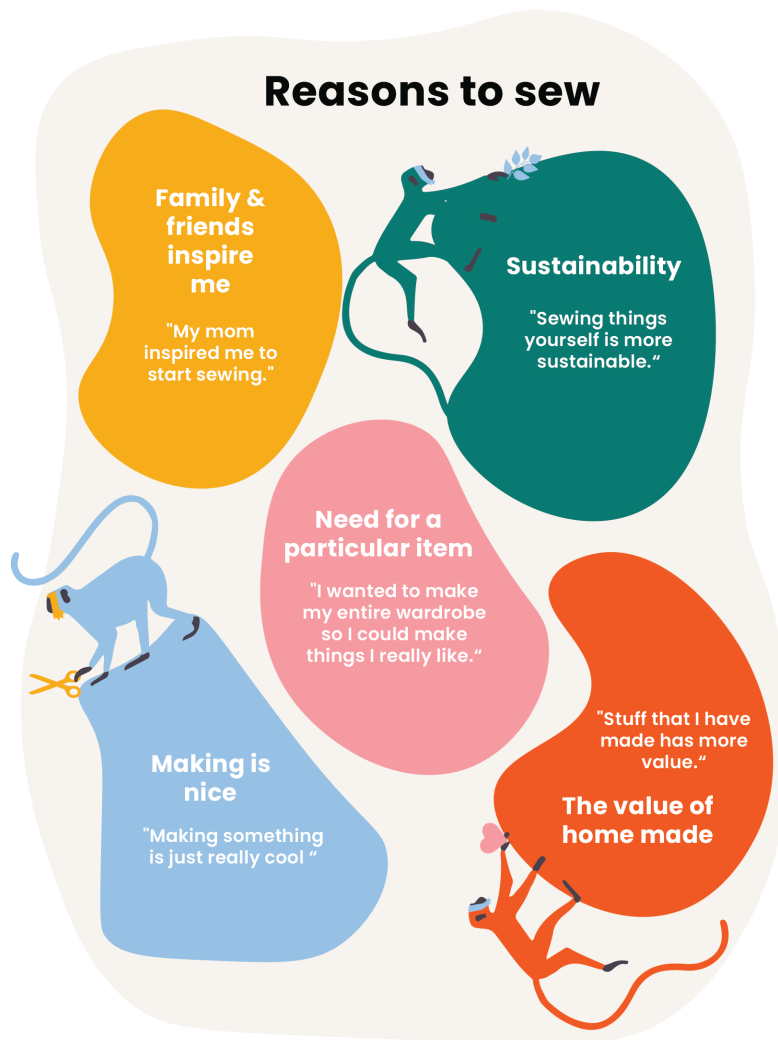 Reasons to sew
Family &
friends
inspire
me
"My mom
inspired me to
start sewing."
Sustainability
"Sewing things
yourself is more
sustainable.“
Need for a
particular item
"I wanted to make
my entire wardrobe
so I could make
things I really like.“
"Stuff that I have
made has more
value.“
The value of
home made
Making is
nice
"Making something
is just really cool “